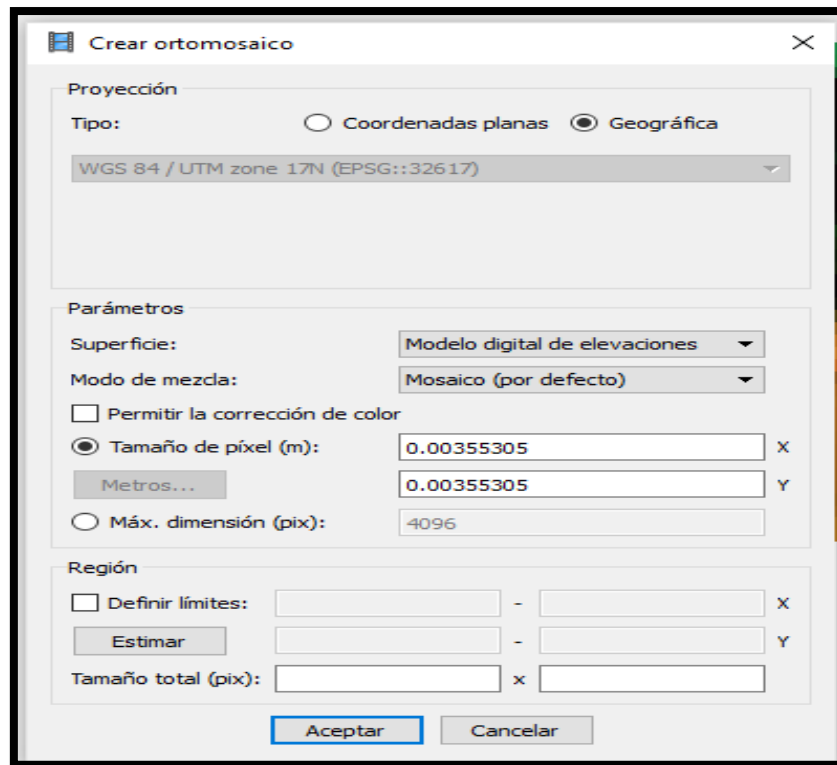 Crear ortomosaico
Proyección
Tipo: Coordenadas planas Geográfica
WGS 84 / UTM zone 17N (EPSG::32617)
Parámetros
Superficie: Modelo digital de elevaciones
Modo de mezcla: Mosaico (por defecto)
Permitir la corrección de color
Tamaño de píxel (m): 0.00355305 X
Metros... 0.00355305 Y
Máx. dimensión (pix): 4096
Región
Definir límites: - X
Estimar - Y
Tamaño total (pix): x
Aceptar Cancelar